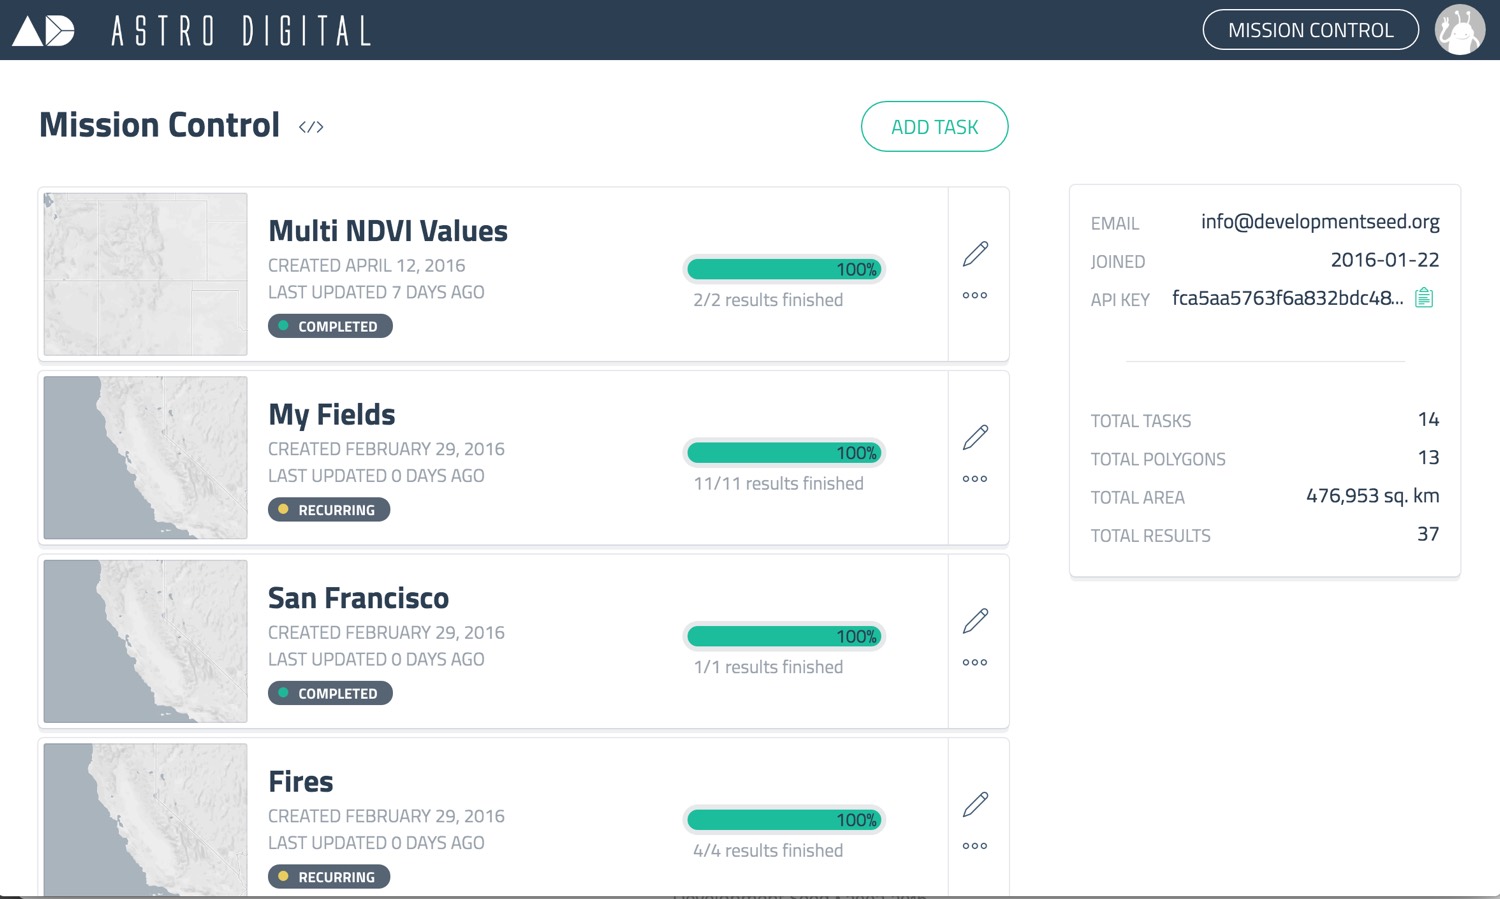 ASTRO DIGITAL
MISSION CONTROL
Mission Control </>
ADD TASK
Multi NDVI Values
CREATED APRIL 12, 2016
LAST UPDATED 7 DAYS AGO
COMPLETED
100%
2/2 results finished
My Fields
CREATED FEBRUARY 29, 2016
LAST UPDATED 0 DAYS AGO
RECURRING
100%
11/11 results finished
San Francisco
CREATED FEBRUARY 29, 2016
LAST UPDATED 0 DAYS AGO
COMPLETED
100%
1/1 results finished
Fires
CREATED FEBRUARY 29, 2016
LAST UPDATED 0 DAYS AGO
RECURRING
100%
4/4 results finished
EMAIL info@developmentseed.org
JOINED 2016-01-22
API KEY fca5aa5763f6a832bdc48...
TOTAL TASKS 14
TOTAL POLYGONS 13
TOTAL AREA 476,953 sq. km
TOTAL RESULTS 37